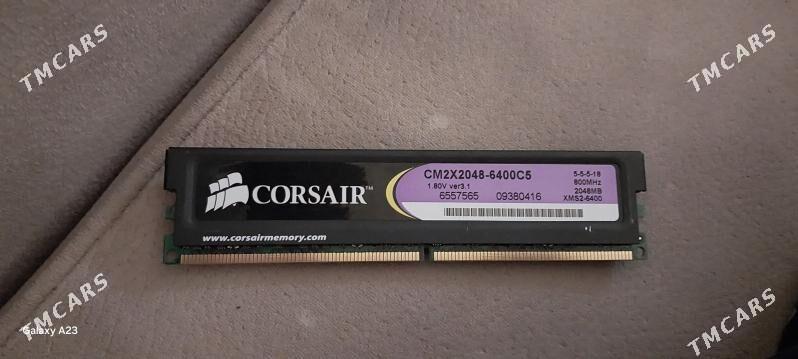 TMCARS
TMCARS
CORSAIR™
CM2X2048-6400C5
1.80V ver3.1
6557565 09380416
5-5-5-18
800MHz
2048MB
XMS2-6400
www.corsairmemory.com
TMCARS
Galaxy A23
TMCARS